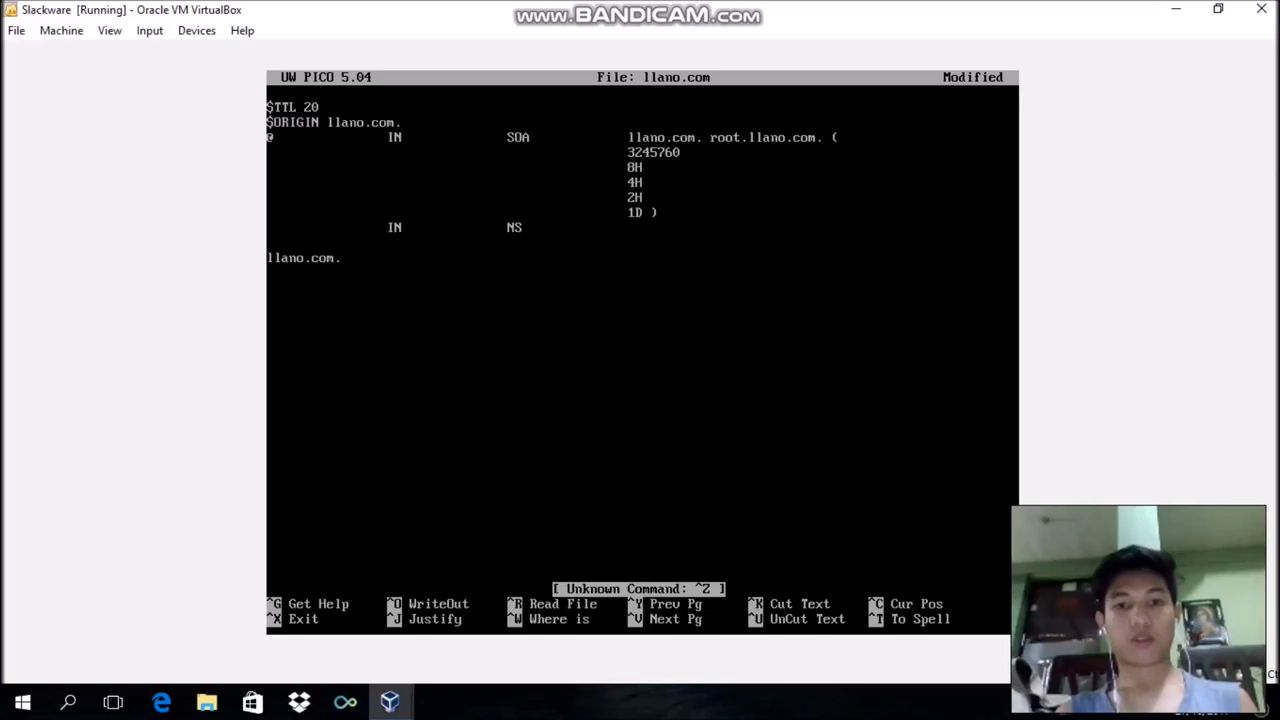 Slackware [Running] - Oracle VM VirtualBox
www.BANDICAM.com
File Machine View Input Devices Help
UW PICO 5.04 File: llano.com Modified
$TTL 20
$ORIGIN llano.com.
@ IN SOA llano.com. root.llano.com. (
3245760
8H
4H
2H
1D )
IN NS
llano.com.
[ Unknown Command: ^Z ]
^G Get Help ^O WriteOut ^R Read File ^Y Prev Pg ^K Cut Text ^C Cur Pos
^X Exit ^J Justify ^W Where is ^V Next Pg ^U UnCut Text ^T To Spell